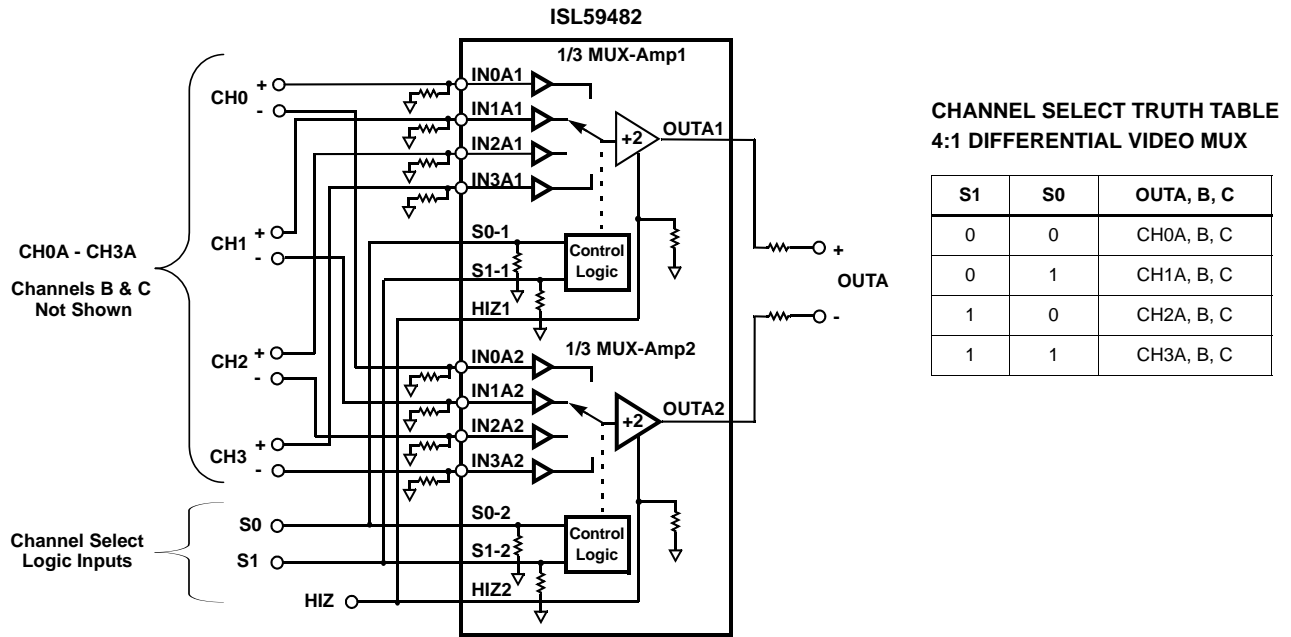 ISL59482
1/3 MUX-Amp1
CH0
+
-
IN0A1
IN1A1
IN2A1
IN3A1
+2
OUTA1
CH1
+
-
CH0A - CH3A
Channels B & C
Not Shown
S0-1
S1-1
Control
Logic
HIZ1
+
OUTA
-
1/3 MUX-Amp2
CH2
+
-
IN0A2
IN1A2
IN2A2
IN3A2
+2
OUTA2
CH3
+
-
Channel Select
Logic Inputs
S0
S1
S0-2
S1-2
Control
Logic
HIZ
HIZ2
CHANNEL SELECT TRUTH TABLE
4:1 DIFFERENTIAL VIDEO MUX
S1 S0 OUTA, B, C
0 0 CH0A, B, C
0 1 CH1A, B, C
1 0 CH2A, B, C
1 1 CH3A, B, C